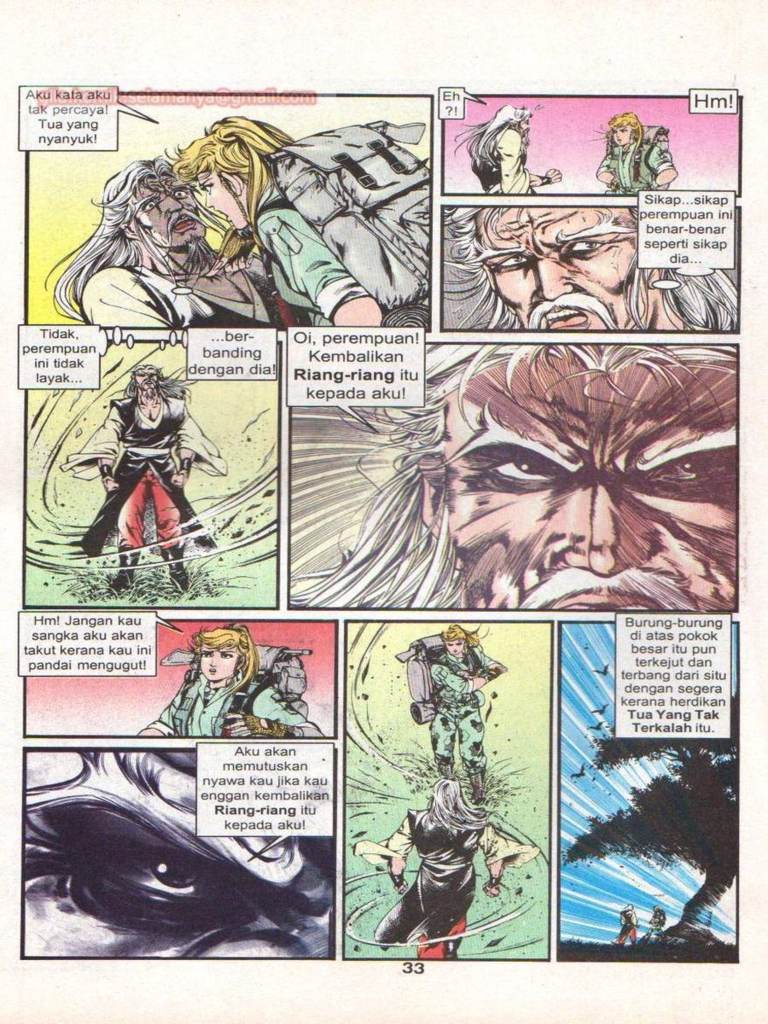 Aku kata aku
tak percaya!
Tua yang
nyanyuk!
selamanya@gmail.com
Eh
?!
Hm!
Sikap...sikap
perempuan ini
benar-benar
seperti sikap
dia...
Tidak,
perempuan
ini tidak
layak...
...ber-
banding
dengan dia!
Oi, perempuan!
Kembalikan
Riang-riang itu
kepada aku!
Hm! Jangan kau
sangka aku akan
takut kerana kau ini
pandai mengugut!
Aku akan
memutuskan
nyawa kau jika kau
enggan kembalikan
Riang-riang itu
kepada aku!
Burung-burung
di atas pokok
besar itu pun
terkejut dan
terbang dari situ
dengan segera
kerana herdikan
Tua Yang Tak
Terkalah itu.
33